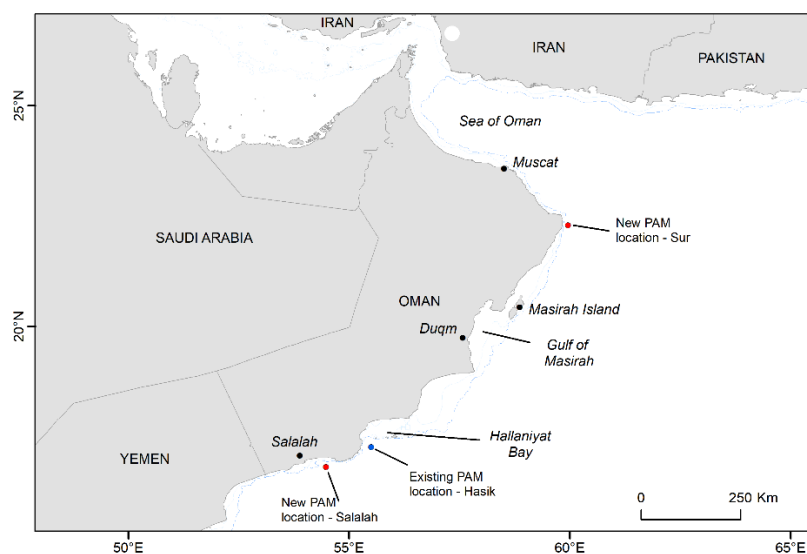 IRAN
IRAN
PAKISTAN
25°N
Sea of Oman
Muscat
New PAM
location - Sur
SAUDI ARABIA
OMAN
Masirah Island
20°N
Duqm
Gulf of
Masirah
Hallaniyat
Bay
Salalah
YEMEN
Existing PAM
location - Hasik
New PAM
location - Salalah
0
250 Km
50°E
55°E
60°E
65°E